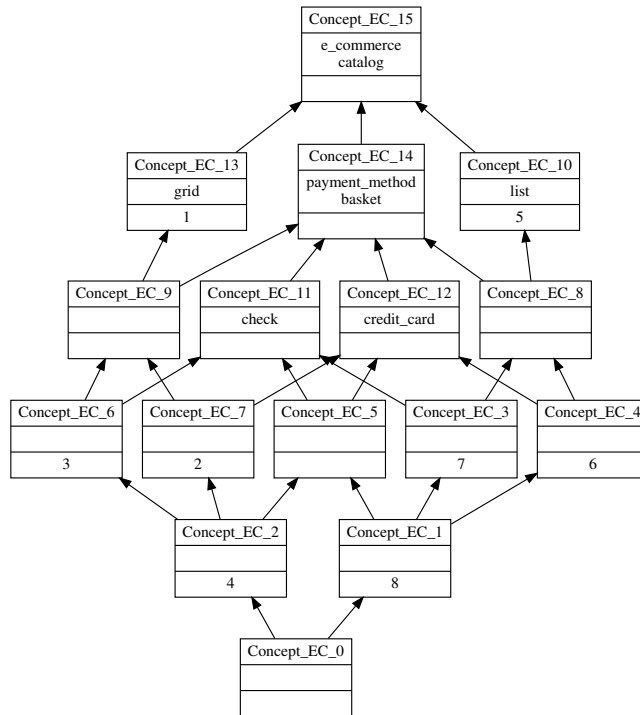 Concept_EC_15
e_commerce
catalog
Concept_EC_13
grid
1
Concept_EC_14
payment_method
basket
Concept_EC_10
list
5
Concept_EC_9
Concept_EC_11
check
Concept_EC_12
credit_card
Concept_EC_8
Concept_EC_6
3
Concept_EC_7
2
Concept_EC_5
Concept_EC_3
7
Concept_EC_4
6
Concept_EC_2
4
Concept_EC_1
8
Concept_EC_0